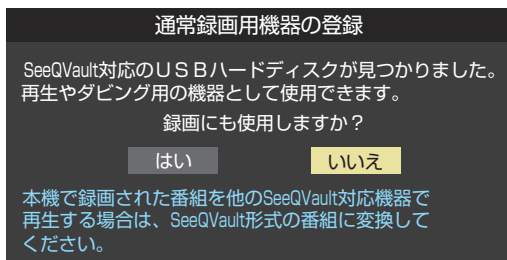 通常録画用機器の登録
SeeQVault対応のUSBハードディスクが見つかりました。
再生やダビング用の機器として使用できます。
録画にも使用しますか？
はい
いいえ
本機で録画された番組を他のSeeQVault対応機器で
再生する場合は、SeeQVault形式の番組に変換して
ください。